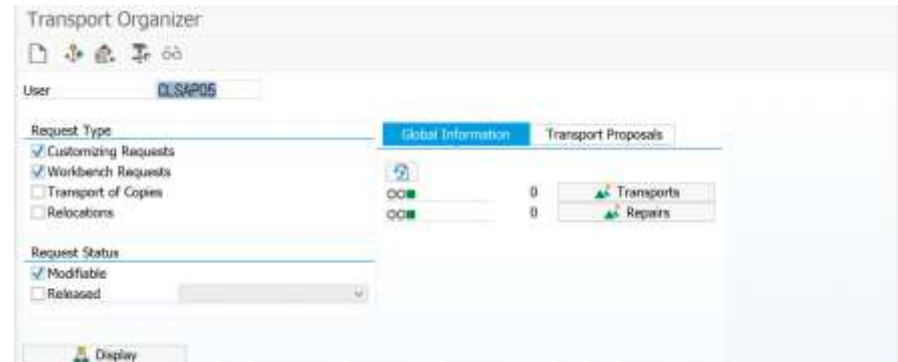 Transport Organizer
User CLSAP05
Request Type
Customizing Requests
Workbench Requests
Transport of Copies
Relocations
Request Status
Modifiable
Released
Display
Global Information Transport Proposals
0 Transports
0 Repairs